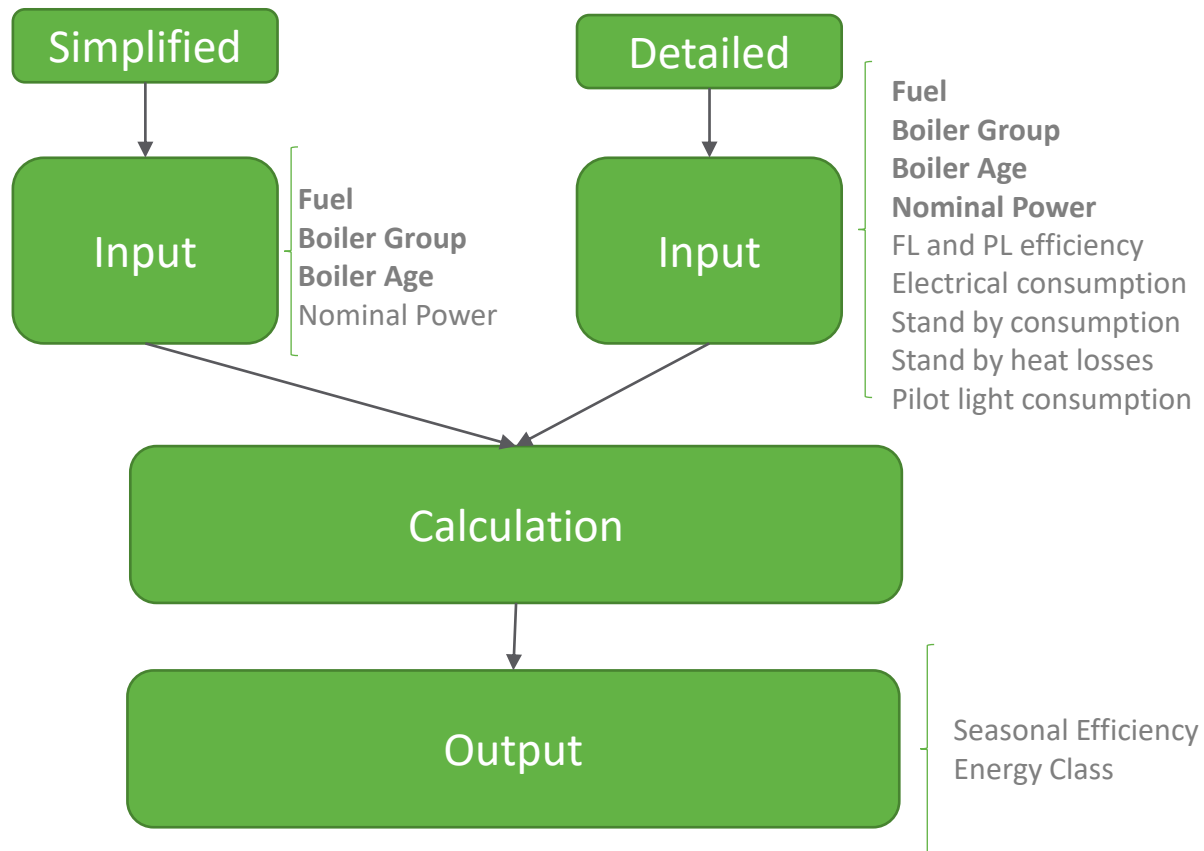 Simplified
Detailed
Input
Fuel
Boiler Group
Boiler Age
Nominal Power
Input
Fuel
Boiler Group
Boiler Age
Nominal Power
FL and PL efficiency
Electrical consumption
Stand by consumption
Stand by heat losses
Pilot light consumption
Calculation
Output
Seasonal Efficiency
Energy Class